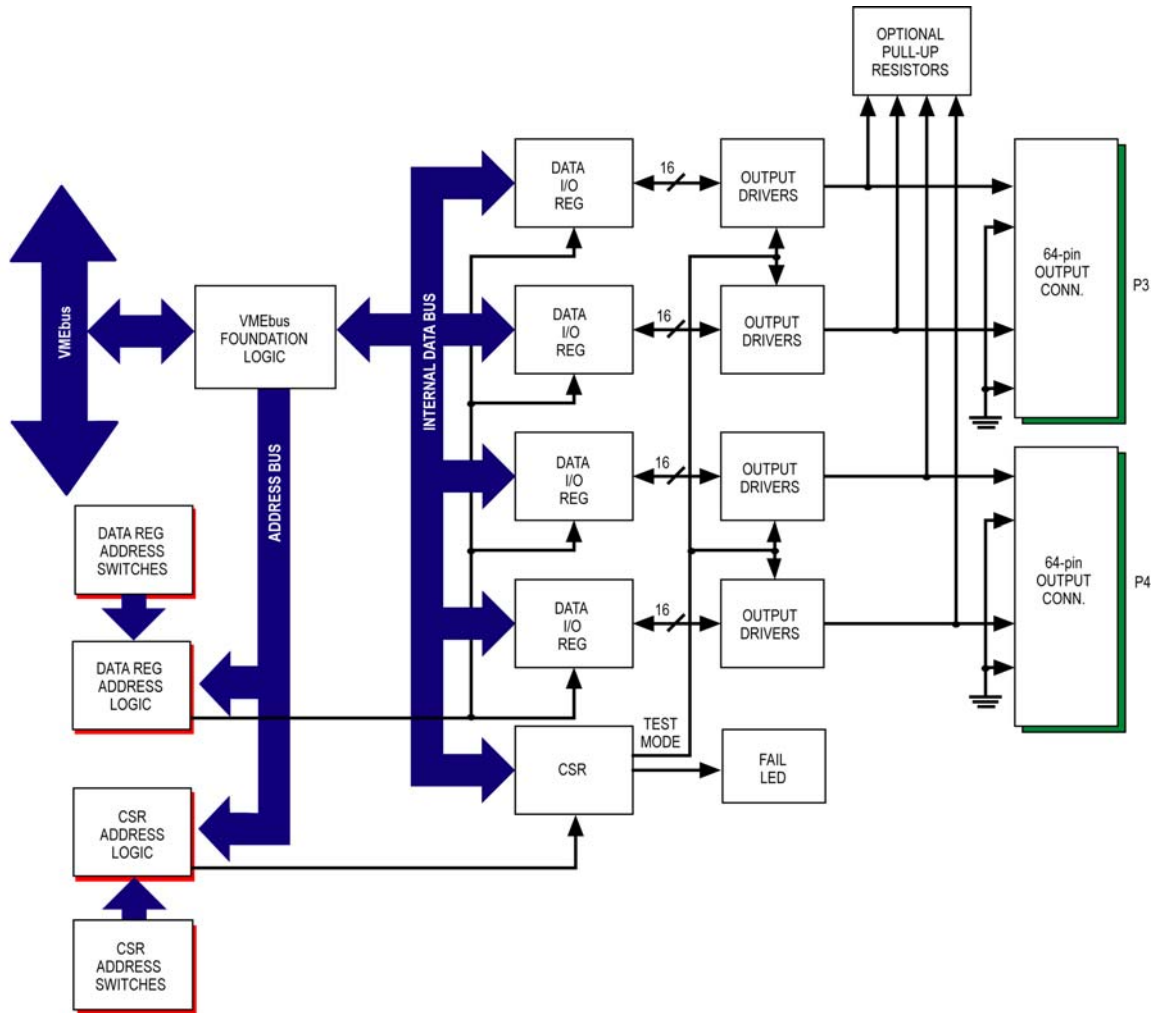 OPTIONAL
PULL-UP
RESISTORS
DATA
I/O
REG
16
OUTPUT
DRIVERS
64-pin
OUTPUT
CONN.
P3
VMEbus
VMEbus
FOUNDATION
LOGIC
INTERNAL DATA BUS
DATA
I/O
REG
16
OUTPUT
DRIVERS
ADDRESS BUS
DATA
I/O
REG
16
OUTPUT
DRIVERS
64-pin
OUTPUT
CONN.
P4
DATA REG
ADDRESS
SWITCHES
DATA
I/O
REG
16
OUTPUT
DRIVERS
DATA REG
ADDRESS
LOGIC
TEST
MODE
CSR
FAIL
LED
CSR
ADDRESS
LOGIC
CSR
ADDRESS
SWITCHES